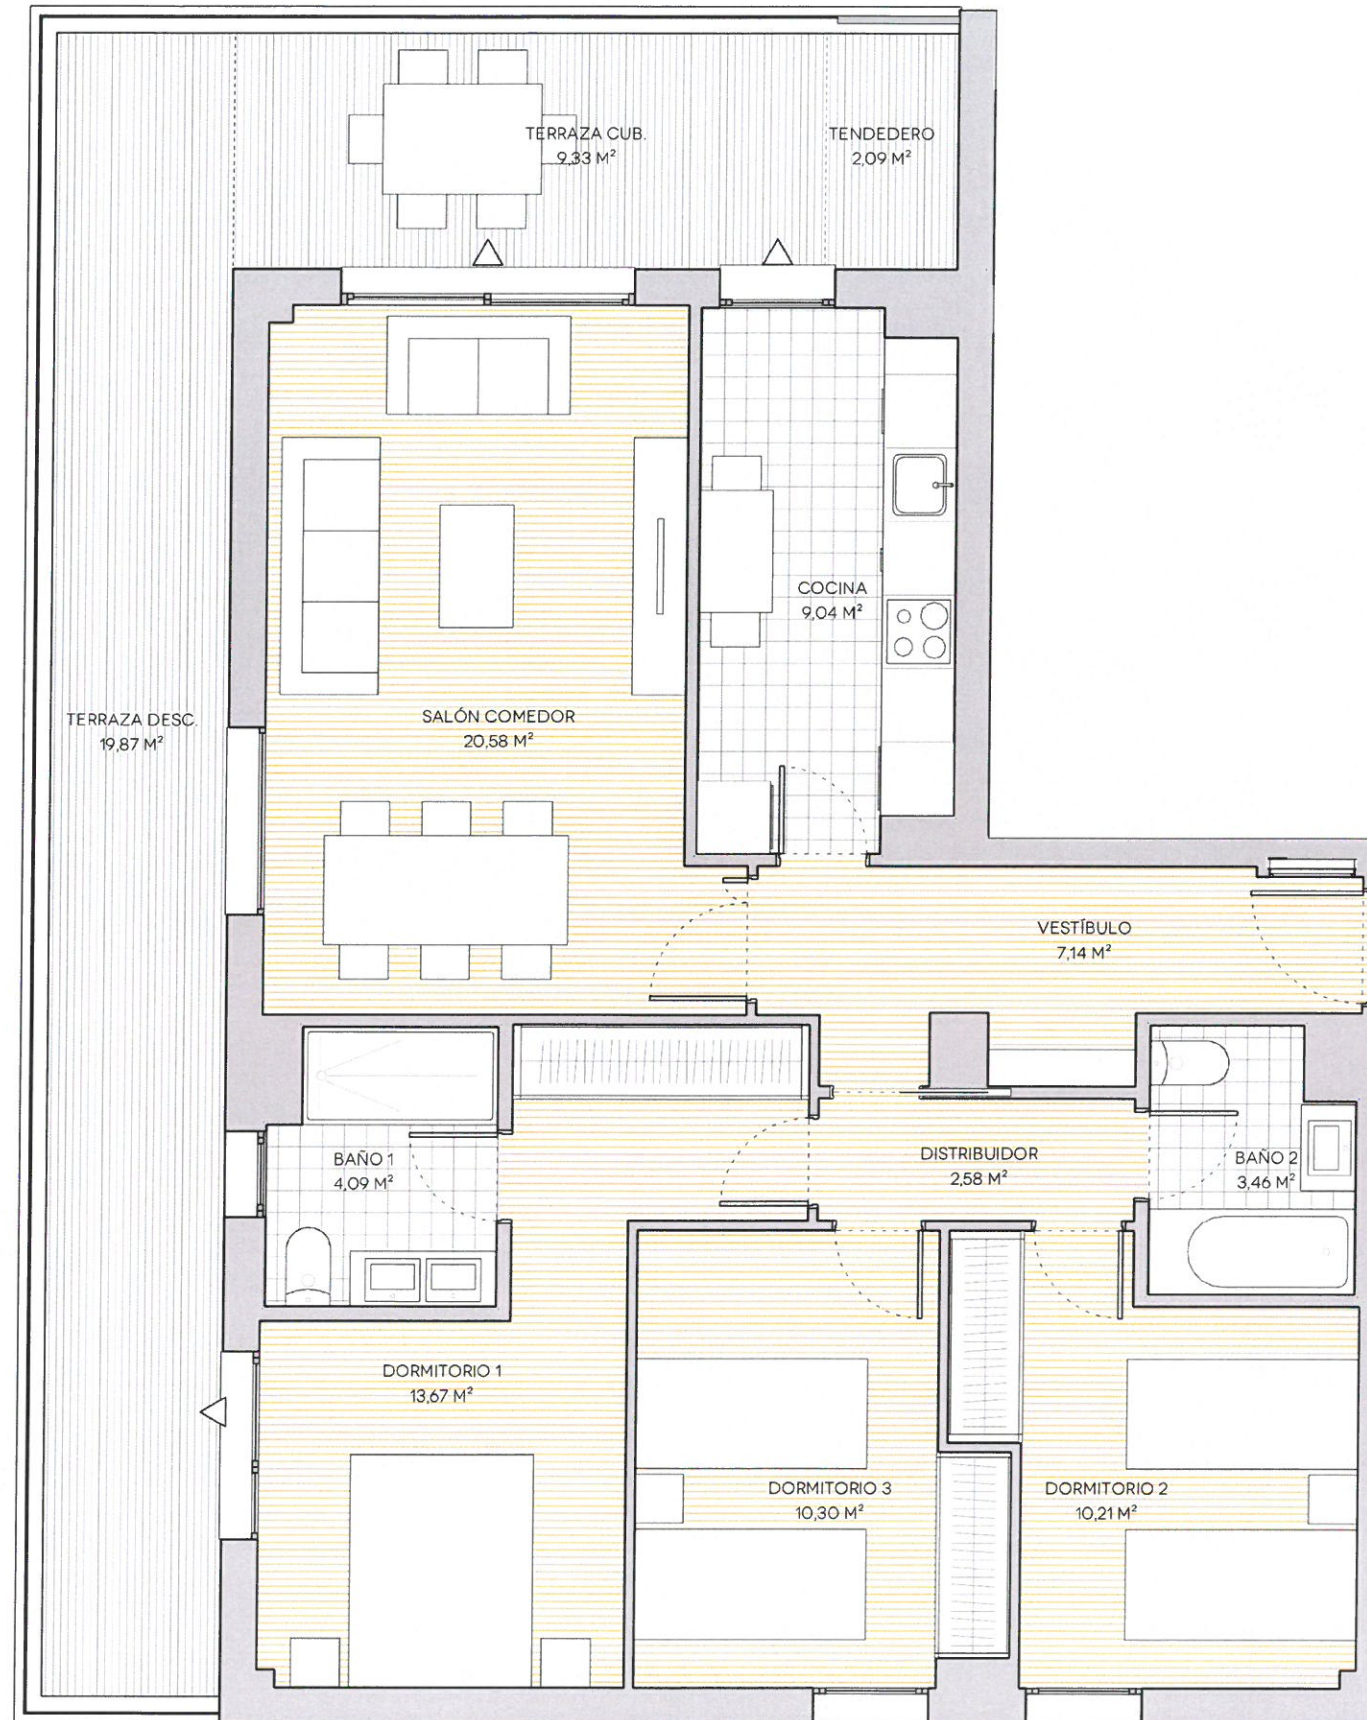 TERRAZA CUB.
9,33 M²
TENDEDERO
2,09 M²
COCINA
9,04 M²
TERRAZA DESC.
19,87 M²
SALÓN COMEDOR
20,58 M²
VESTÍBULO
7,14 M²
BAÑO 1
4,09 M²
DISTRIBUIDOR
2,58 M²
BAÑO 2
3,46 M²
DORMITORIO 1
13,67 M²
DORMITORIO 3
10,30 M²
DORMITORIO 2
10,21 M²